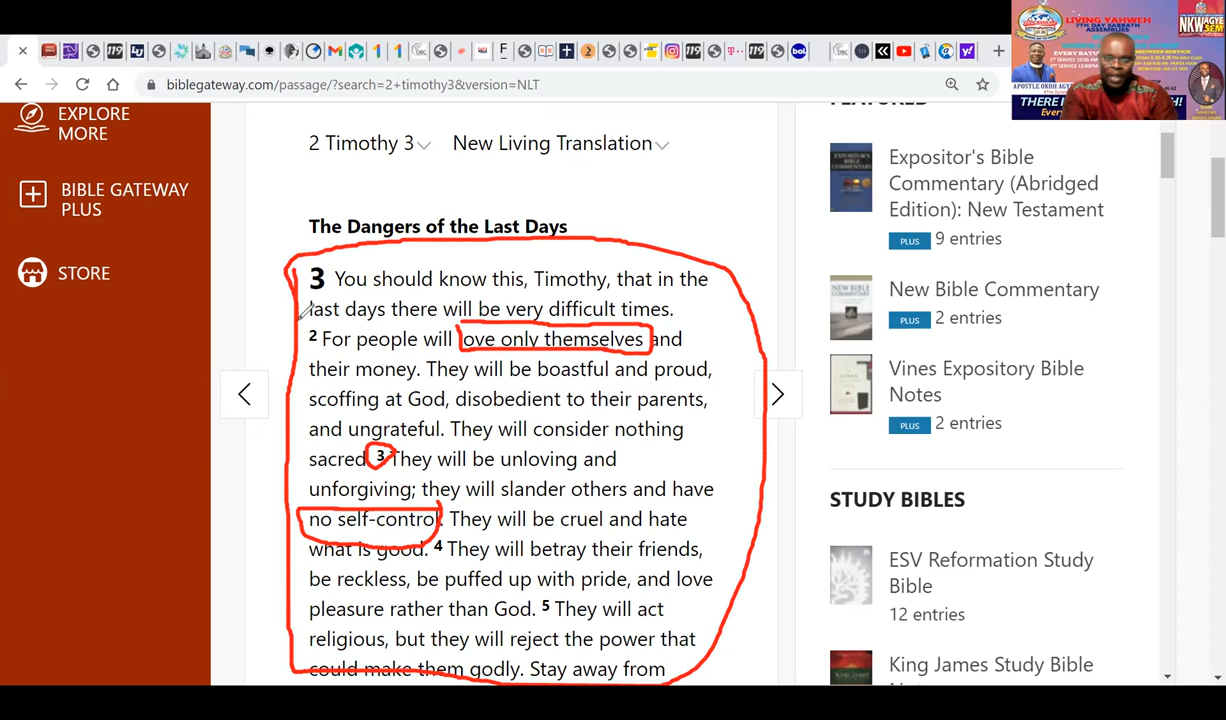 LIVING YAHWEH
7TH DAY SABBATH
ASSEMBLIES
NKWAGYE
SEM
biblegateway.com/passage/?search=2+timothy3&version=NLT
EXPLORE
MORE
BIBLE GATEWAY
PLUS
STORE
2 Timothy 3
New Living Translation
The Dangers of the Last Days
3 You should know this, Timothy, that in the
last days there will be very difficult times.
2 For people will love only themselves and
their money. They will be boastful and proud,
scoffing at God, disobedient to their parents,
and ungrateful. They will consider nothing
sacred. 3 They will be unloving and
unforgiving; they will slander others and have
no self-control. They will be cruel and hate
what is good. 4 They will betray their friends,
be reckless, be puffed up with pride, and love
pleasure rather than God. 5 They will act
religious, but they will reject the power that
could make them godly. Stay away from
FEATURED
Expositor's Bible
Commentary (Abridged
Edition): New Testament
PLUS 9 entries
New Bible Commentary
PLUS 2 entries
Vines Expository Bible
Notes
PLUS 2 entries
STUDY BIBLES
ESV Reformation Study
Bible
12 entries
King James Study Bible